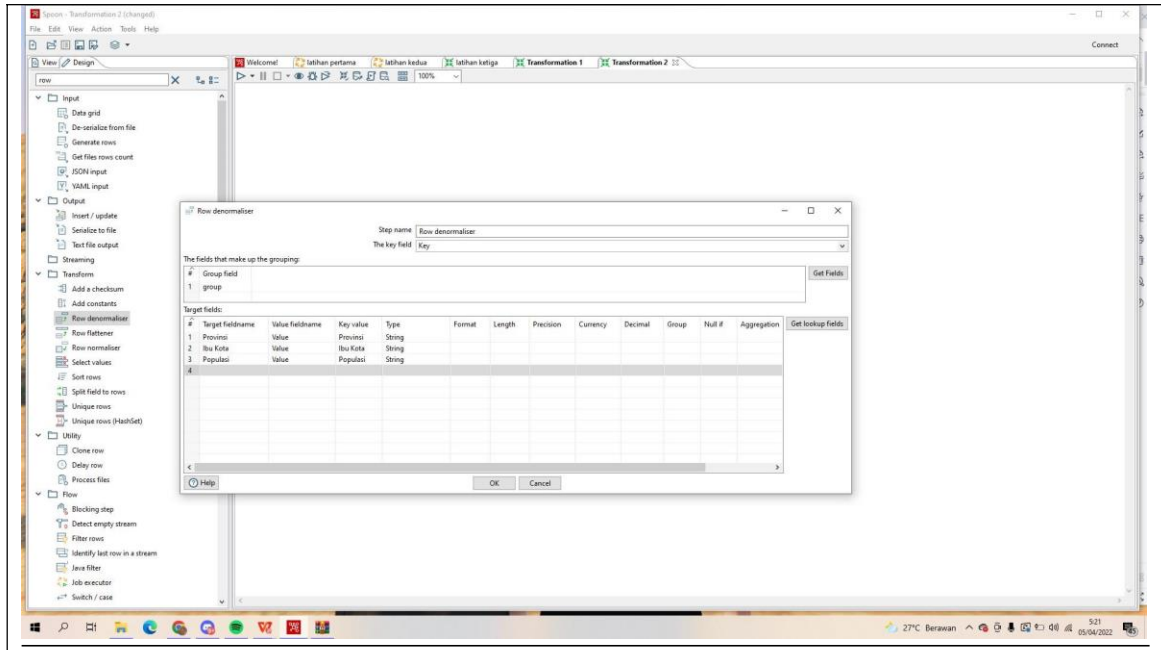 Spoon - Transformation 2 (changed)
File Edit View Action Tools Help
Connect
View Design
Welcome! latihan pertama latihan kedua latihan ketiga Transformation 1 Transformation 2
row
100%
Input
Data grid
De-serialize from file
Generate rows
Get files rows count
JSON input
YAML input
Output
Insert / update
Serialize to file
Text file output
Streaming
Transform
Add a checksum
Add constants
Row denormaliser
Row flattener
Row normaliser
Select values
Sort rows
Split field to rows
Unique rows
Unique rows (HashSet)
Utility
Clone row
Delay row
Process files
Flow
Blocking step
Detect empty stream
Filter rows
Identify last row in a stream
Java filter
Job executor
Switch / case
Row denormaliser
Step name Row denormaliser
The key field Key
The fields that make up the grouping:
# Group field
Get Fields
1 group
Target fields:
# Target fieldname Value fieldname Key value Type Format Length Precision Currency Decimal Group Null if Aggregation
Get lookup fields
1 Provinsi Value Provinsi String
2 Ibu Kota Value Ibu Kota String
3 Populasi Value Populasi String
4
Help OK Cancel
27°C Berawan
5:21
05/04/2022